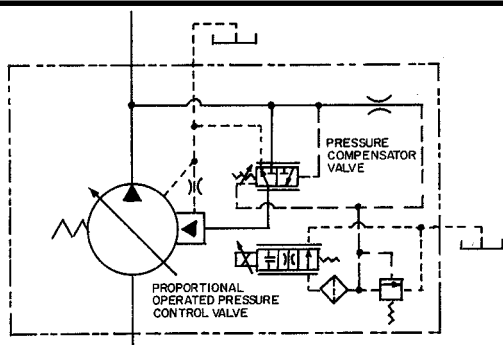 PRESSURE
COMPENSATOR
VALVE
PROPORTIONAL
OPERATED PRESSURE
CONTROL VALVE